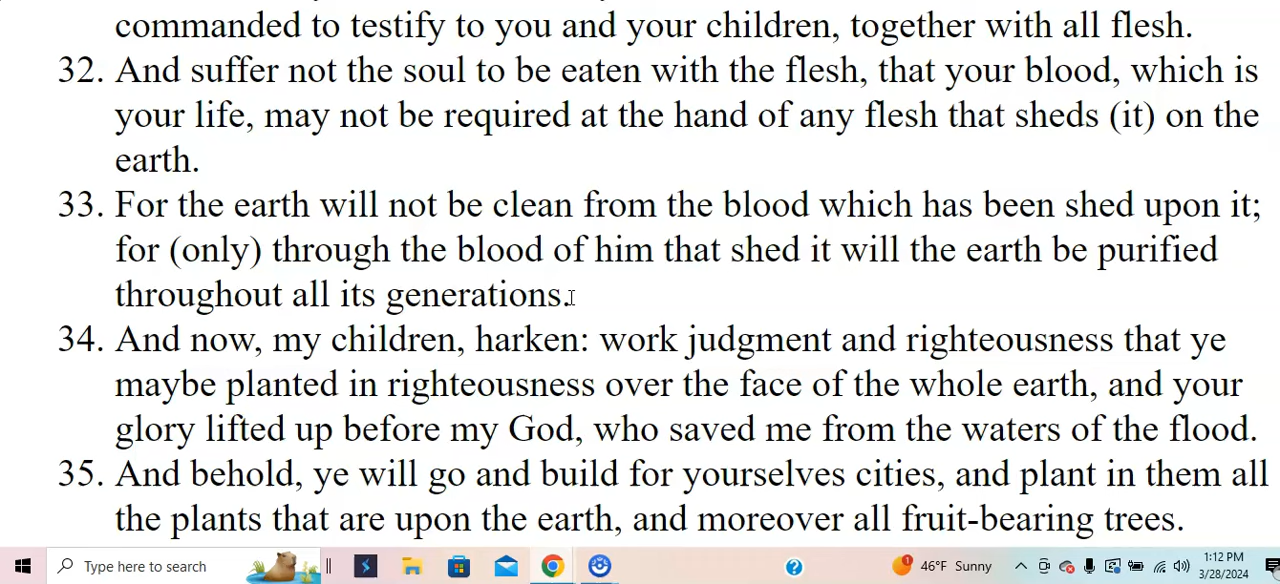 commanded to testify to you and your children, together with all flesh.
32. And suffer not the soul to be eaten with the flesh, that your blood, which is
your life, may not be required at the hand of any flesh that sheds (it) on the
earth.
33. For the earth will not be clean from the blood which has been shed upon it;
for (only) through the blood of him that shed it will the earth be purified
throughout all its generations.
34. And now, my children, harken: work judgment and righteousness that ye
maybe planted in righteousness over the face of the whole earth, and your
glory lifted up before my God, who saved me from the waters of the flood.
35. And behold, ye will go and build for yourselves cities, and plant in them all
the plants that are upon the earth, and moreover all fruit-bearing trees.
Type here to search
46°F Sunny
1:12 PM
3/28/2024